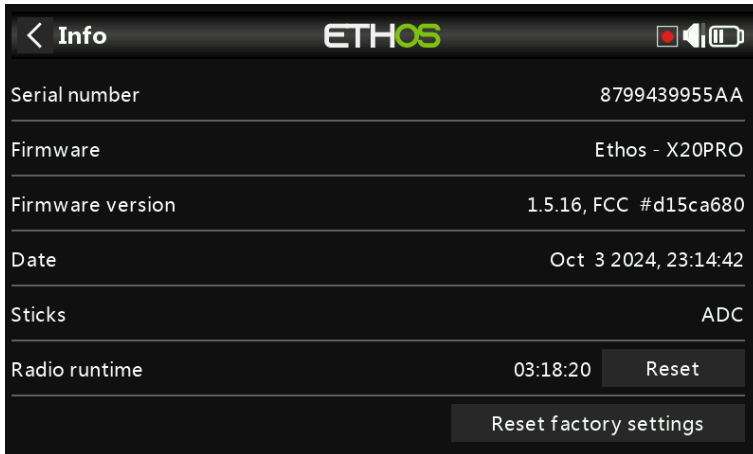 Info ETHOS
Serial number 8799439955AA
Firmware Ethos - X20PRO
Firmware version 1.5.16, FCC #d15ca680
Date Oct 3 2024, 23:14:42
Sticks ADC
Radio runtime 03:18:20 Reset
Reset factory settings